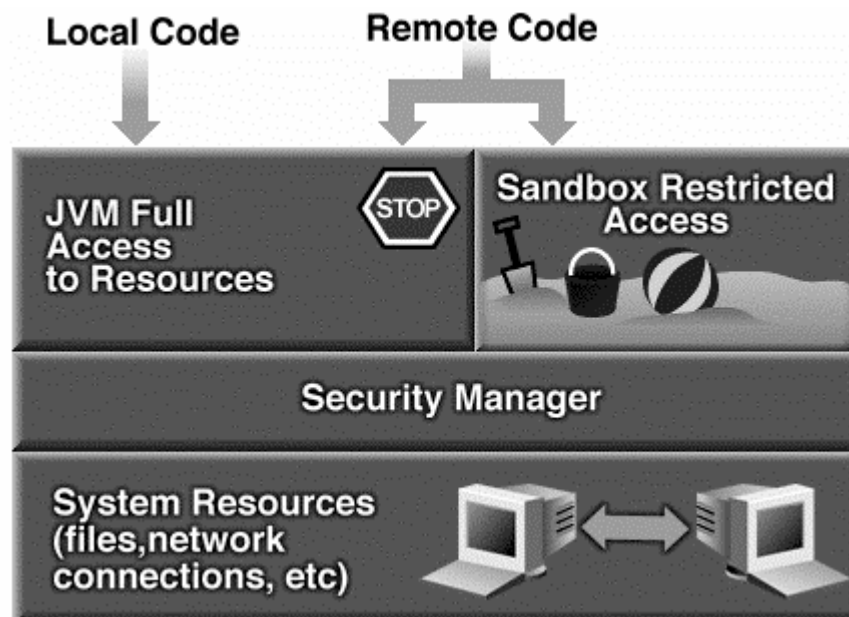 Local Code
Remote Code
JVM Full
Access
to Resources
STOP
Sandbox Restricted
Access
Security Manager
System Resources
(files,network
connections, etc)